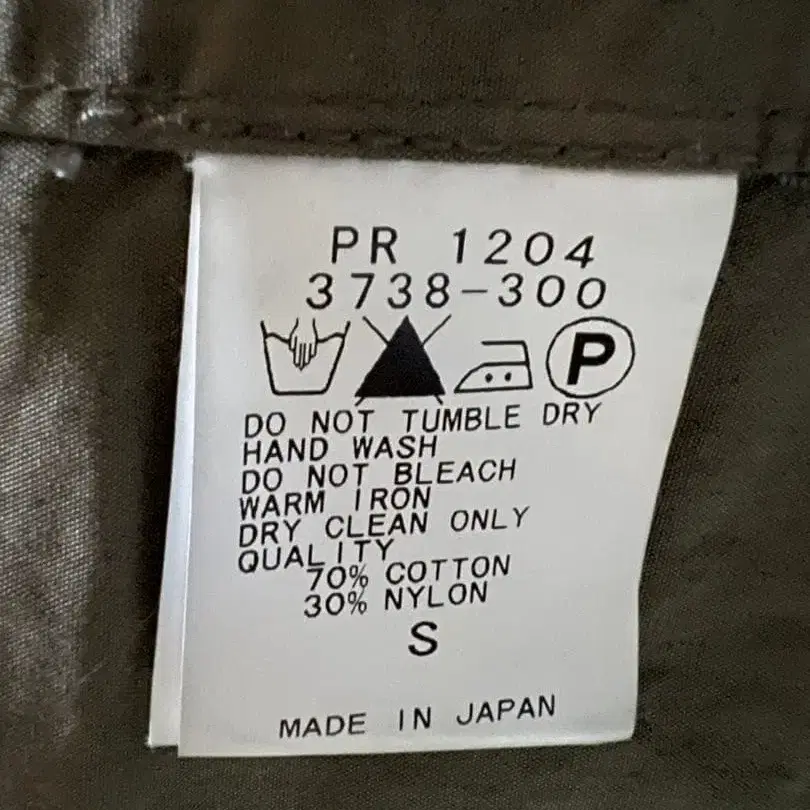 PR 1204
3738-300
P
DO NOT TUMBLE DRY
HAND WASH
DO NOT BLEACH
WARM IRON
DRY CLEAN ONLY
QUALITY
70% COTTON
30% NYLON
S
MADE IN JAPAN